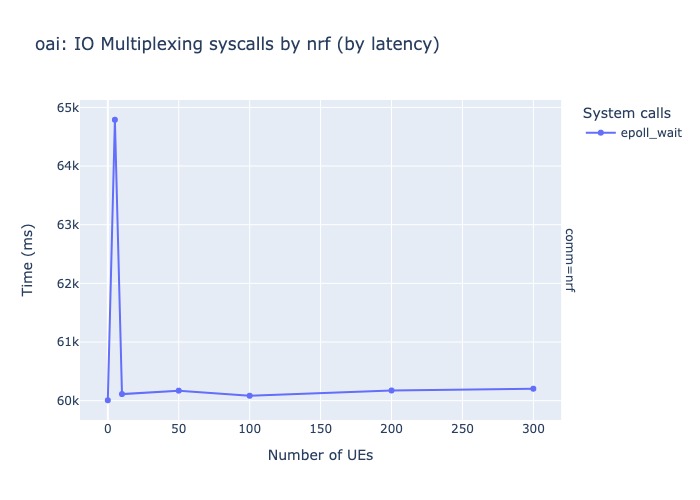 oai: IO Multiplexing syscalls by nrf (by latency)
System calls
epoll_wait
65k
64k
63k
62k
61k
60k
Time (ms)
comm=nrf
0 50 100 150 200 250 300
Number of UEs